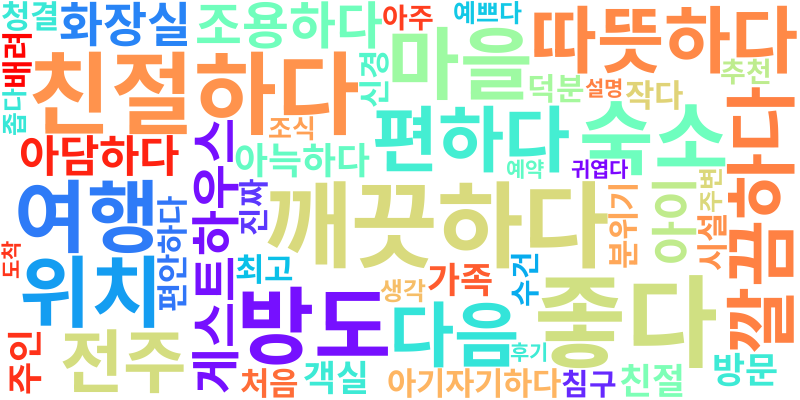 청결
화장실
조용하다
아주
예쁘다
따뜻하다
배려
친절하다
신경
마을
덕분
설명
작다
추천
좁다
아담하다
조식
아늑하다
편하다
예약
숙소
귀엽다
깔끔하다
여행
편안하다
게스트하우스
진짜
깨끗하다
분위기
아이
시설
주변
도착
위치
최고
방도
생각
가족
수건
다음
후기
좋다
주인
전주
처음
객실
아기자기하다
침구
친절
방문